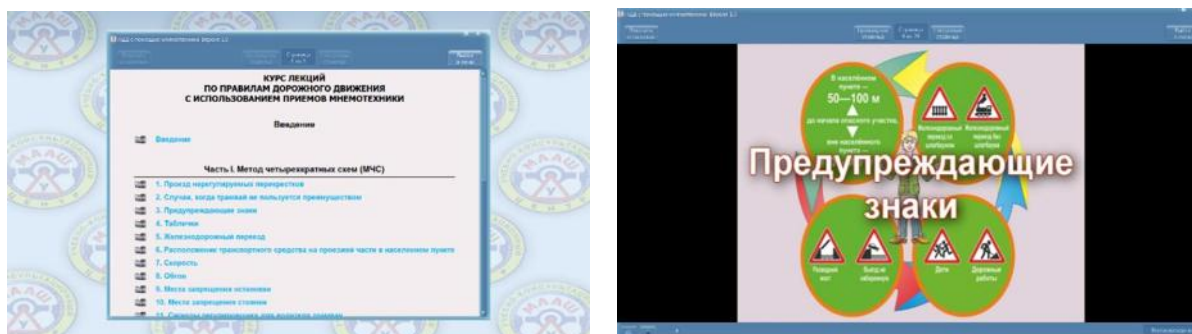 КУРС ЛЕКЦИЙ
ПО ПРАВИЛАМ ДОРОЖНОГО ДВИЖЕНИЯ
С ИСПОЛЬЗОВАНИЕМ ПРИЕМОВ МНЕМОТЕХНИКИ
Введение
Введение
Часть I. Метод четырехкратных схем (МЧС)
1. Проезд нерегулируемых перекрестков
2. Случаи, когда трамвай не пользуется преимуществом
3. Предупреждающие знаки
4. Таблички
5. Железнодорожный переезд
6. Расположение транспортного средства на проезжей части в населенном пункте
7. Скорость
8. Обгон
9. Места запрещения остановки
10. Места запрещения стоянки
В населённом
пункте —
50—100 м
до начала опасного участка,
вне населённого
пункта —
Железнодорожный
переезд со
шлагбаумом
Железнодорожный
переезд без
шлагбаума
Предупреждающие
знаки
Разводной
мост
Выезд на
набережную
Дети
Дорожные
работы